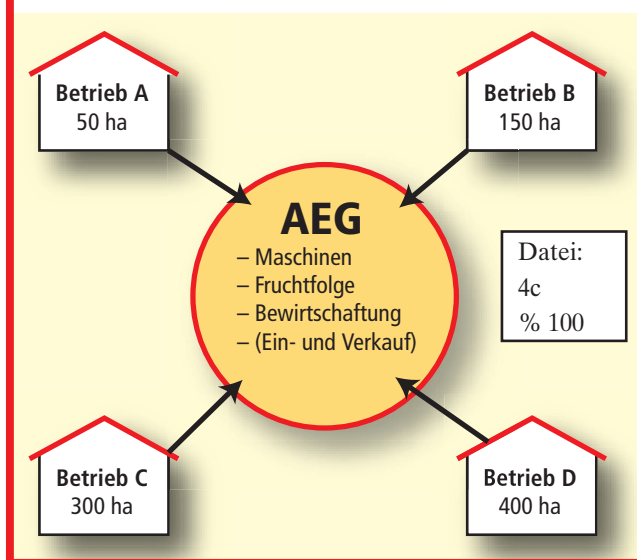 Betrieb A
50 ha
Betrieb B
150 ha
AEG
– Maschinen
– Fruchtfolge
– Bewirtschaftung
– (Ein- und Verkauf)
Datei:
4c
% 100
Betrieb C
300 ha
Betrieb D
400 ha